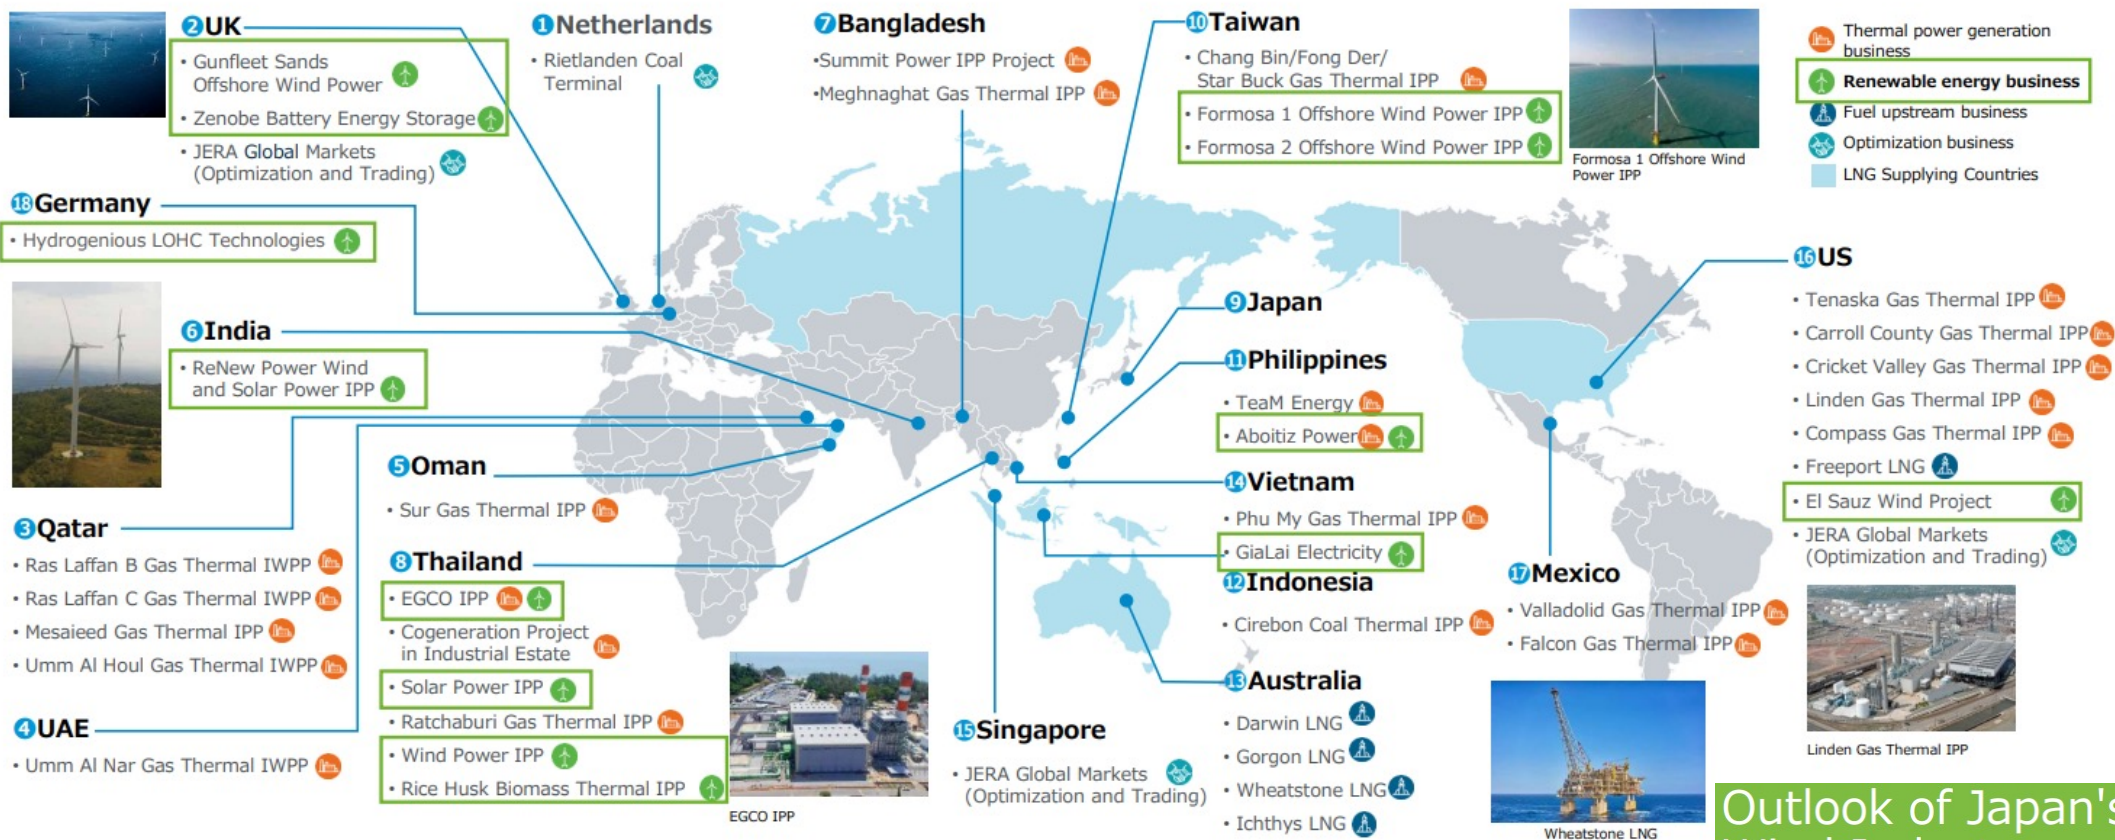 ❷UK
• Gunfleet Sands
Offshore Wind Power
• Zenobe Battery Energy Storage
• JERA Global Markets
(Optimization and Trading)
❶Netherlands
• Rietlanden Coal
Terminal
❼Bangladesh
•Summit Power IPP Project
•Meghnaghat Gas Thermal IPP
❿Taiwan
• Chang Bin/Fong Der/
Star Buck Gas Thermal IPP
• Formosa 1 Offshore Wind Power IPP
• Formosa 2 Offshore Wind Power IPP
Formosa 1 Offshore Wind
Power IPP
Thermal power generation
business
Renewable energy business
Fuel upstream business
Optimization business
LNG Supplying Countries
⓲Germany
• Hydrogenious LOHC Technologies
❻India
• ReNew Power Wind
and Solar Power IPP
❸Qatar
• Ras Laffan B Gas Thermal IWPP
• Ras Laffan C Gas Thermal IWPP
• Mesaieed Gas Thermal IPP
• Umm Al Houl Gas Thermal IWPP
❹UAE
• Umm Al Nar Gas Thermal IWPP
❺Oman
• Sur Gas Thermal IPP
❽Thailand
• EGCO IPP
• Cogeneration Project
in Industrial Estate
• Solar Power IPP
• Ratchaburi Gas Thermal IPP
• Wind Power IPP
• Rice Husk Biomass Thermal IPP
EGCO IPP
⓯Singapore
• JERA Global Markets
(Optimization and Trading)
❾Japan
⓫Philippines
• TeaM Energy
• Aboitiz Power
⓮Vietnam
• Phu My Gas Thermal IPP
• GiaLai Electricity
⓬Indonesia
• Cirebon Coal Thermal IPP
⓭Australia
• Darwin LNG
• Gorgon LNG
• Wheatstone LNG
• Ichthys LNG
Wheatstone LNG
⓱Mexico
• Valladolid Gas Thermal IPP
• Falcon Gas Thermal IPP
⓰US
• Tenaska Gas Thermal IPP
• Carroll County Gas Thermal IPP
• Cricket Valley Gas Thermal IPP
• Linden Gas Thermal IPP
• Compass Gas Thermal IPP
• Freeport LNG
• El Sauz Wind Project
• JERA Global Markets
(Optimization and Trading)
Linden Gas Thermal IPP
Outlook of Japan's